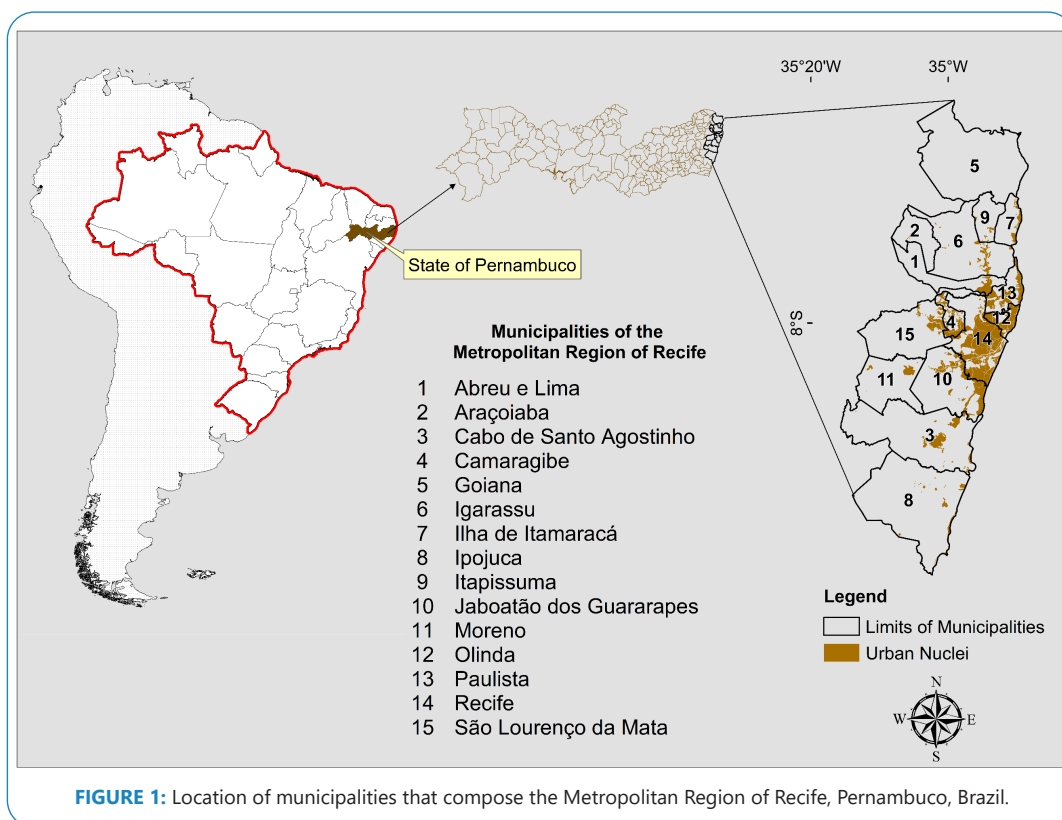 35°20'W
35°W
5
9
7
2
6
1
13
12
4
14
15
8°S
11
10
3
8
State of Pernambuco
Municipalities of the
Metropolitan Region of Recife
1 Abreu e Lima
2 Araçoiaba
3 Cabo de Santo Agostinho
4 Camaragibe
5 Goiana
6 Igarassu
7 Ilha de Itamaracá
8 Ipojuca
9 Itapissuma
10 Jaboatão dos Guararapes
11 Moreno
12 Olinda
13 Paulista
14 Recife
15 São Lourenço da Mata
Legend
Limits of Municipalities
Urban Nuclei
N
W
E
S
FIGURE 1: Location of municipalities that compose the Metropolitan Region of Recife, Pernambuco, Brazil.